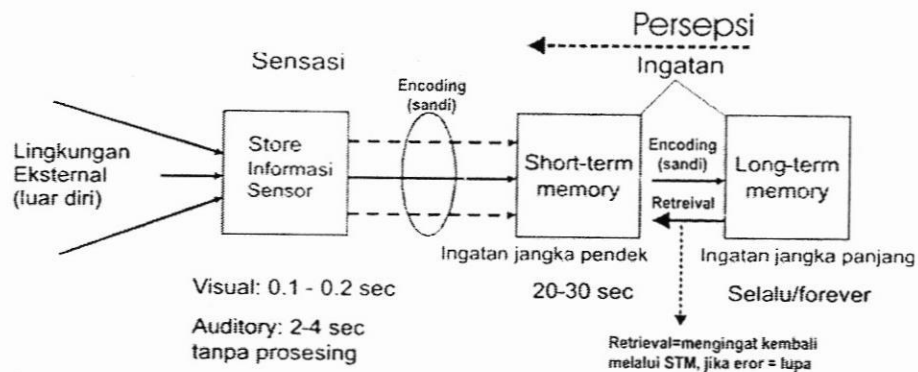 Persepsi
Sensasi
Ingatan
Encoding
(sandi)
Lingkungan
Eksternal
(luar diri)
Store
Informasi
Sensor
Short-term
memory
Encoding
(sandi)
Retreival
Long-term
memory
Ingatan jangka pendek
Ingatan jangka panjang
Visual: 0.1 - 0.2 sec
20-30 sec
Selalu/forever
Auditory: 2-4 sec
tanpa prosesing
Retrieval=mengingat kembali
melalui STM, jika eror = lupa